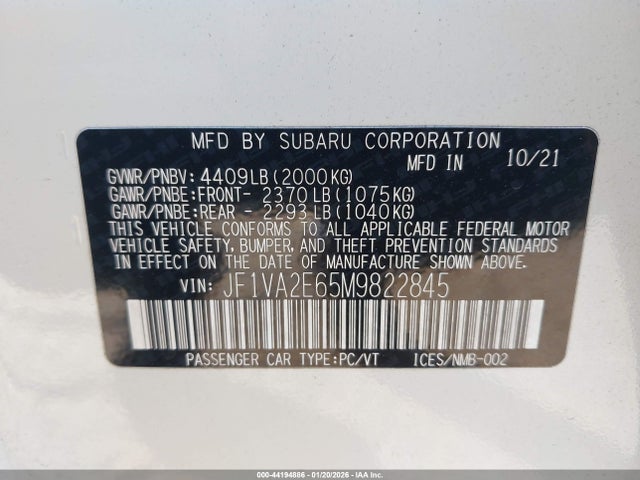 MFD BY SUBARU CORPORATION
MFD IN 10/21
GVWR/PNBV: 4409LB (2000KG)
GAWR/PNBE:FRONT- 2370 LB (1075KG)
GAWR/PNBE:REAR - 2293 LB (1040KG)
THIS VEHICLE CONFORMS TO ALL APPLICABLE FEDERAL MOTOR
VEHICLE SAFETY, BUMPER, AND THEFT PREVENTION STANDARDS
IN EFFECT ON THE DATE OF MANUFACTURE SHOWN ABOVE.
VIN: JF1VA2E65M9822845
PASSENGER CAR TYPE:PC/VT ICES/NMB-002
000-44194886 | 01/20/2026 | IAA Inc.